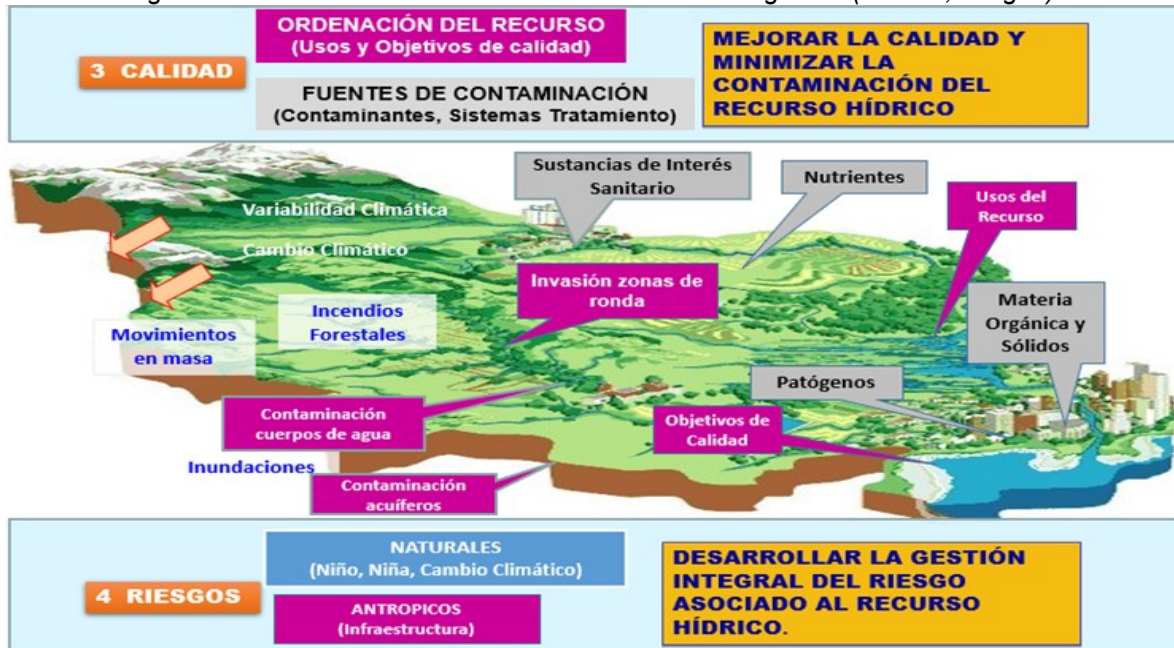 ORDENACIÓN DEL RECURSO
(Usos y Objetivos de calidad)
3 CALIDAD
FUENTES DE CONTAMINACIÓN
(Contaminantes, Sistemas Tratamiento)
MEJORAR LA CALIDAD Y
MINIMIZAR LA
CONTAMINACIÓN DEL
RECURSO HÍDRICO
Sustancias de Interés
Sanitario
Nutrientes
Usos del
Recurso
Variabilidad Climática
Cambio Climático
Invasión zonas de
ronda
Incendios
Forestales
Movimientos
en masa
Materia
Orgánica y
Sólidos
Patógenos
Contaminación
cuerpos de agua
Objetivos de
Calidad
Inundaciones
Contaminación
acuíferos
NATURALES
(Niño, Niña, Cambio Climático)
4 RIESGOS
ANTROPICOS
(Infraestructura)
DESARROLLAR LA GESTIÓN
INTEGRAL DEL RIESGO
ASOCIADO AL RECURSO
HÍDRICO.